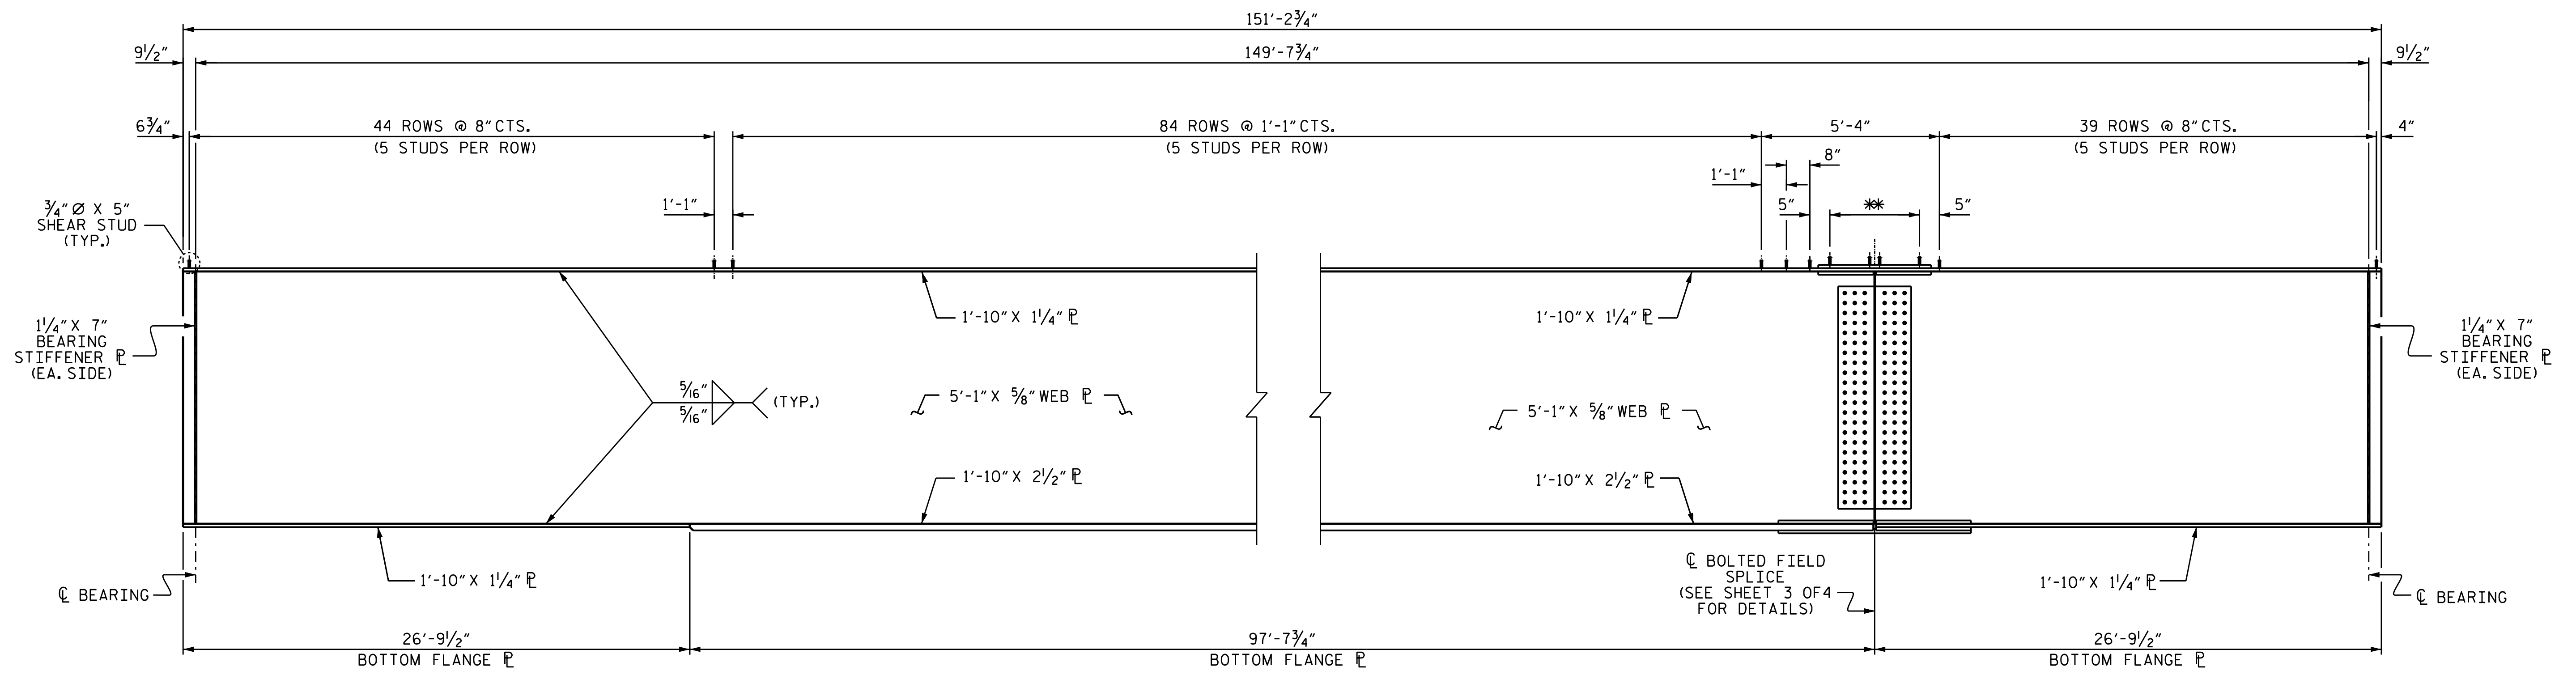 151'-2¾"
9½"
149'-7¾"
9½"
6¾"
44 ROWS @ 8" CTS.
(5 STUDS PER ROW)
84 ROWS @ 1'-1" CTS.
(5 STUDS PER ROW)
5'-4"
39 ROWS @ 8" CTS.
(5 STUDS PER ROW)
4"
8"
1'-1"
1'-1"
5"
**
5"
¾" Ø X 5"
SHEAR STUD
(TYP.)
1'-10" X 1¼" ℄
1'-10" X 1¼" ℄
1¼" X 7"
BEARING
STIFFENER ℄
(EA. SIDE)
1¼" X 7"
BEARING
STIFFENER ℄
(EA. SIDE)
5/16"
5/16"
(TYP.)
5'-1" X ⅝" WEB ℄
5'-1" X ⅝" WEB ℄
1'-10" X 2½" ℄
1'-10" X 2½" ℄
℄ BOLTED FIELD
SPLICE
(SEE SHEET 3 OF 4
FOR DETAILS)
1'-10" X 1¼" ℄
1'-10" X 1¼" ℄
℄ BEARING
℄ BEARING
26'-9½"
BOTTOM FLANGE ℄
97'-7¾"
BOTTOM FLANGE ℄
26'-9½"
BOTTOM FLANGE ℄